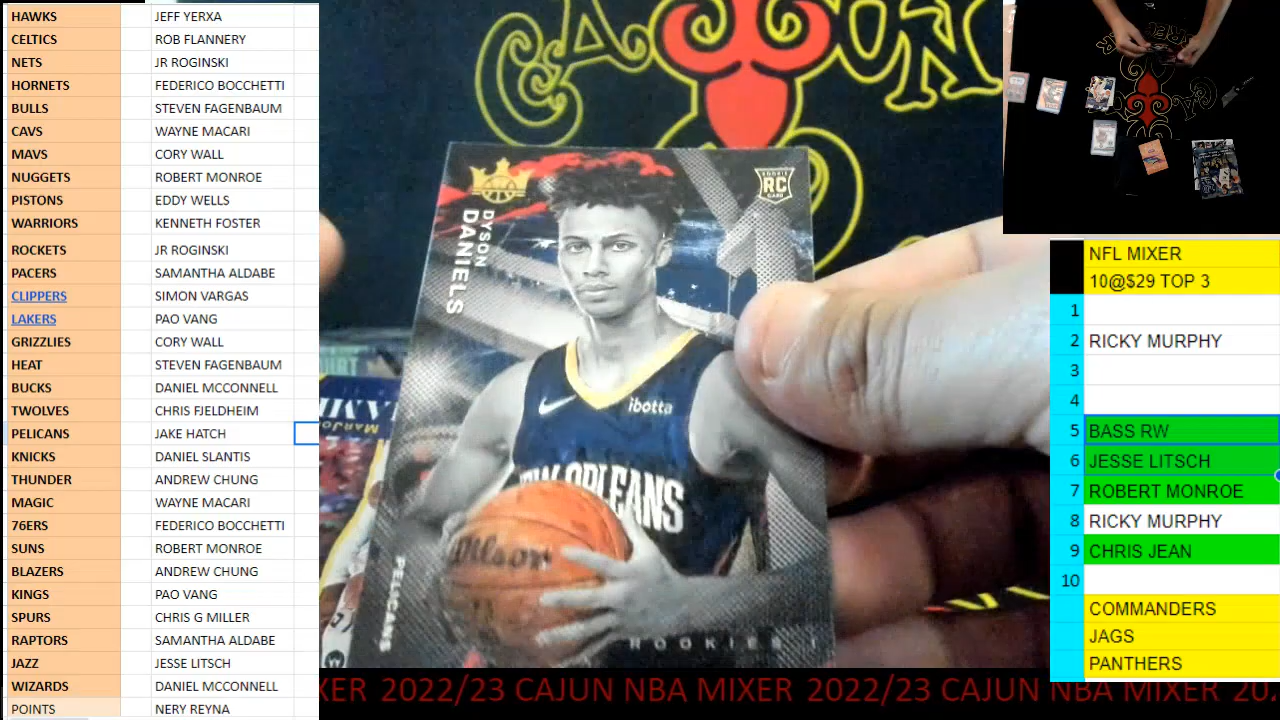 HAWKS JEFF YERXA
CELTICS ROB FLANNERY
NETS JR ROGINSKI
HORNETS FEDERICO BOCCHETTI
BULLS STEVEN FAGENBAUM
CAVS WAYNE MACARI
MAVS CORY WALL
NUGGETS ROBERT MONROE
PISTONS EDDY WELLS
WARRIORS KENNETH FOSTER
ROCKETS JR ROGINSKI
PACERS SAMANTHA ALDABE
CLIPPERS SIMON VARGAS
LAKERS PAO VANG
GRIZZLIES CORY WALL
HEAT STEVEN FAGENBAUM
BUCKS DANIEL MCCONNELL
TWOLVES CHRIS FJELDHEIM
PELICANS JAKE HATCH
KNICKS DANIEL SLANTIS
THUNDER ANDREW CHUNG
MAGIC WAYNE MACARI
76ERS FEDERICO BOCCHETTI
SUNS ROBERT MONROE
BLAZERS ANDREW CHUNG
KINGS PAO VANG
SPURS CHRIS G MILLER
RAPTORS SAMANTHA ALDABE
JAZZ JESSE LITSCH
WIZARDS DANIEL MCCONNELL
POINTS NERY REYNA
CAJUN
ROOKIE
RC
CARD
DYSON
DANIELS
ibotta
NEW ORLEANS
Wilson
PELICANS
ROOKIES I
NFL MIXER
10@$29 TOP 3
1
2 RICKY MURPHY
3
4
5 BASS RW
6 JESSE LITSCH
7 ROBERT MONROE
8 RICKY MURPHY
9 CHRIS JEAN
10
COMMANDERS
JAGS
PANTHERS
XER 2022/23 CAJUN NBA MIXER 2022/23 CAJUN NBA MIXER 202